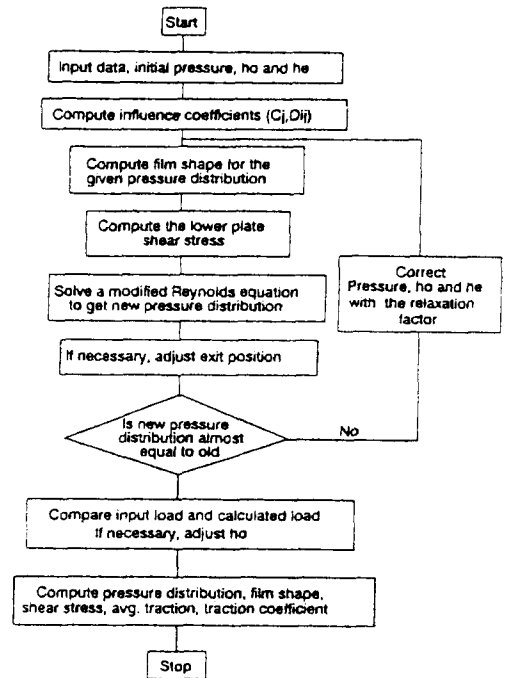 Start
Input data, initial pressure, ho and he
Compute influence coefficients (Cj,Dij)
Compute film shape for the
given pressure distribution
Compute the lower plate
shear stress
Solve a modified Reynolds equation
to get new pressure distribution
Correct
Pressure, ho and he
with the relaxation
factor
If necessary, adjust exit position
Is new pressure
distribution almost
equal to old
No
Compare input load and calculated load
If necessary, adjust ho
Compute pressure distribution, film shape,
shear stress, avg. traction, traction coefficient
Stop